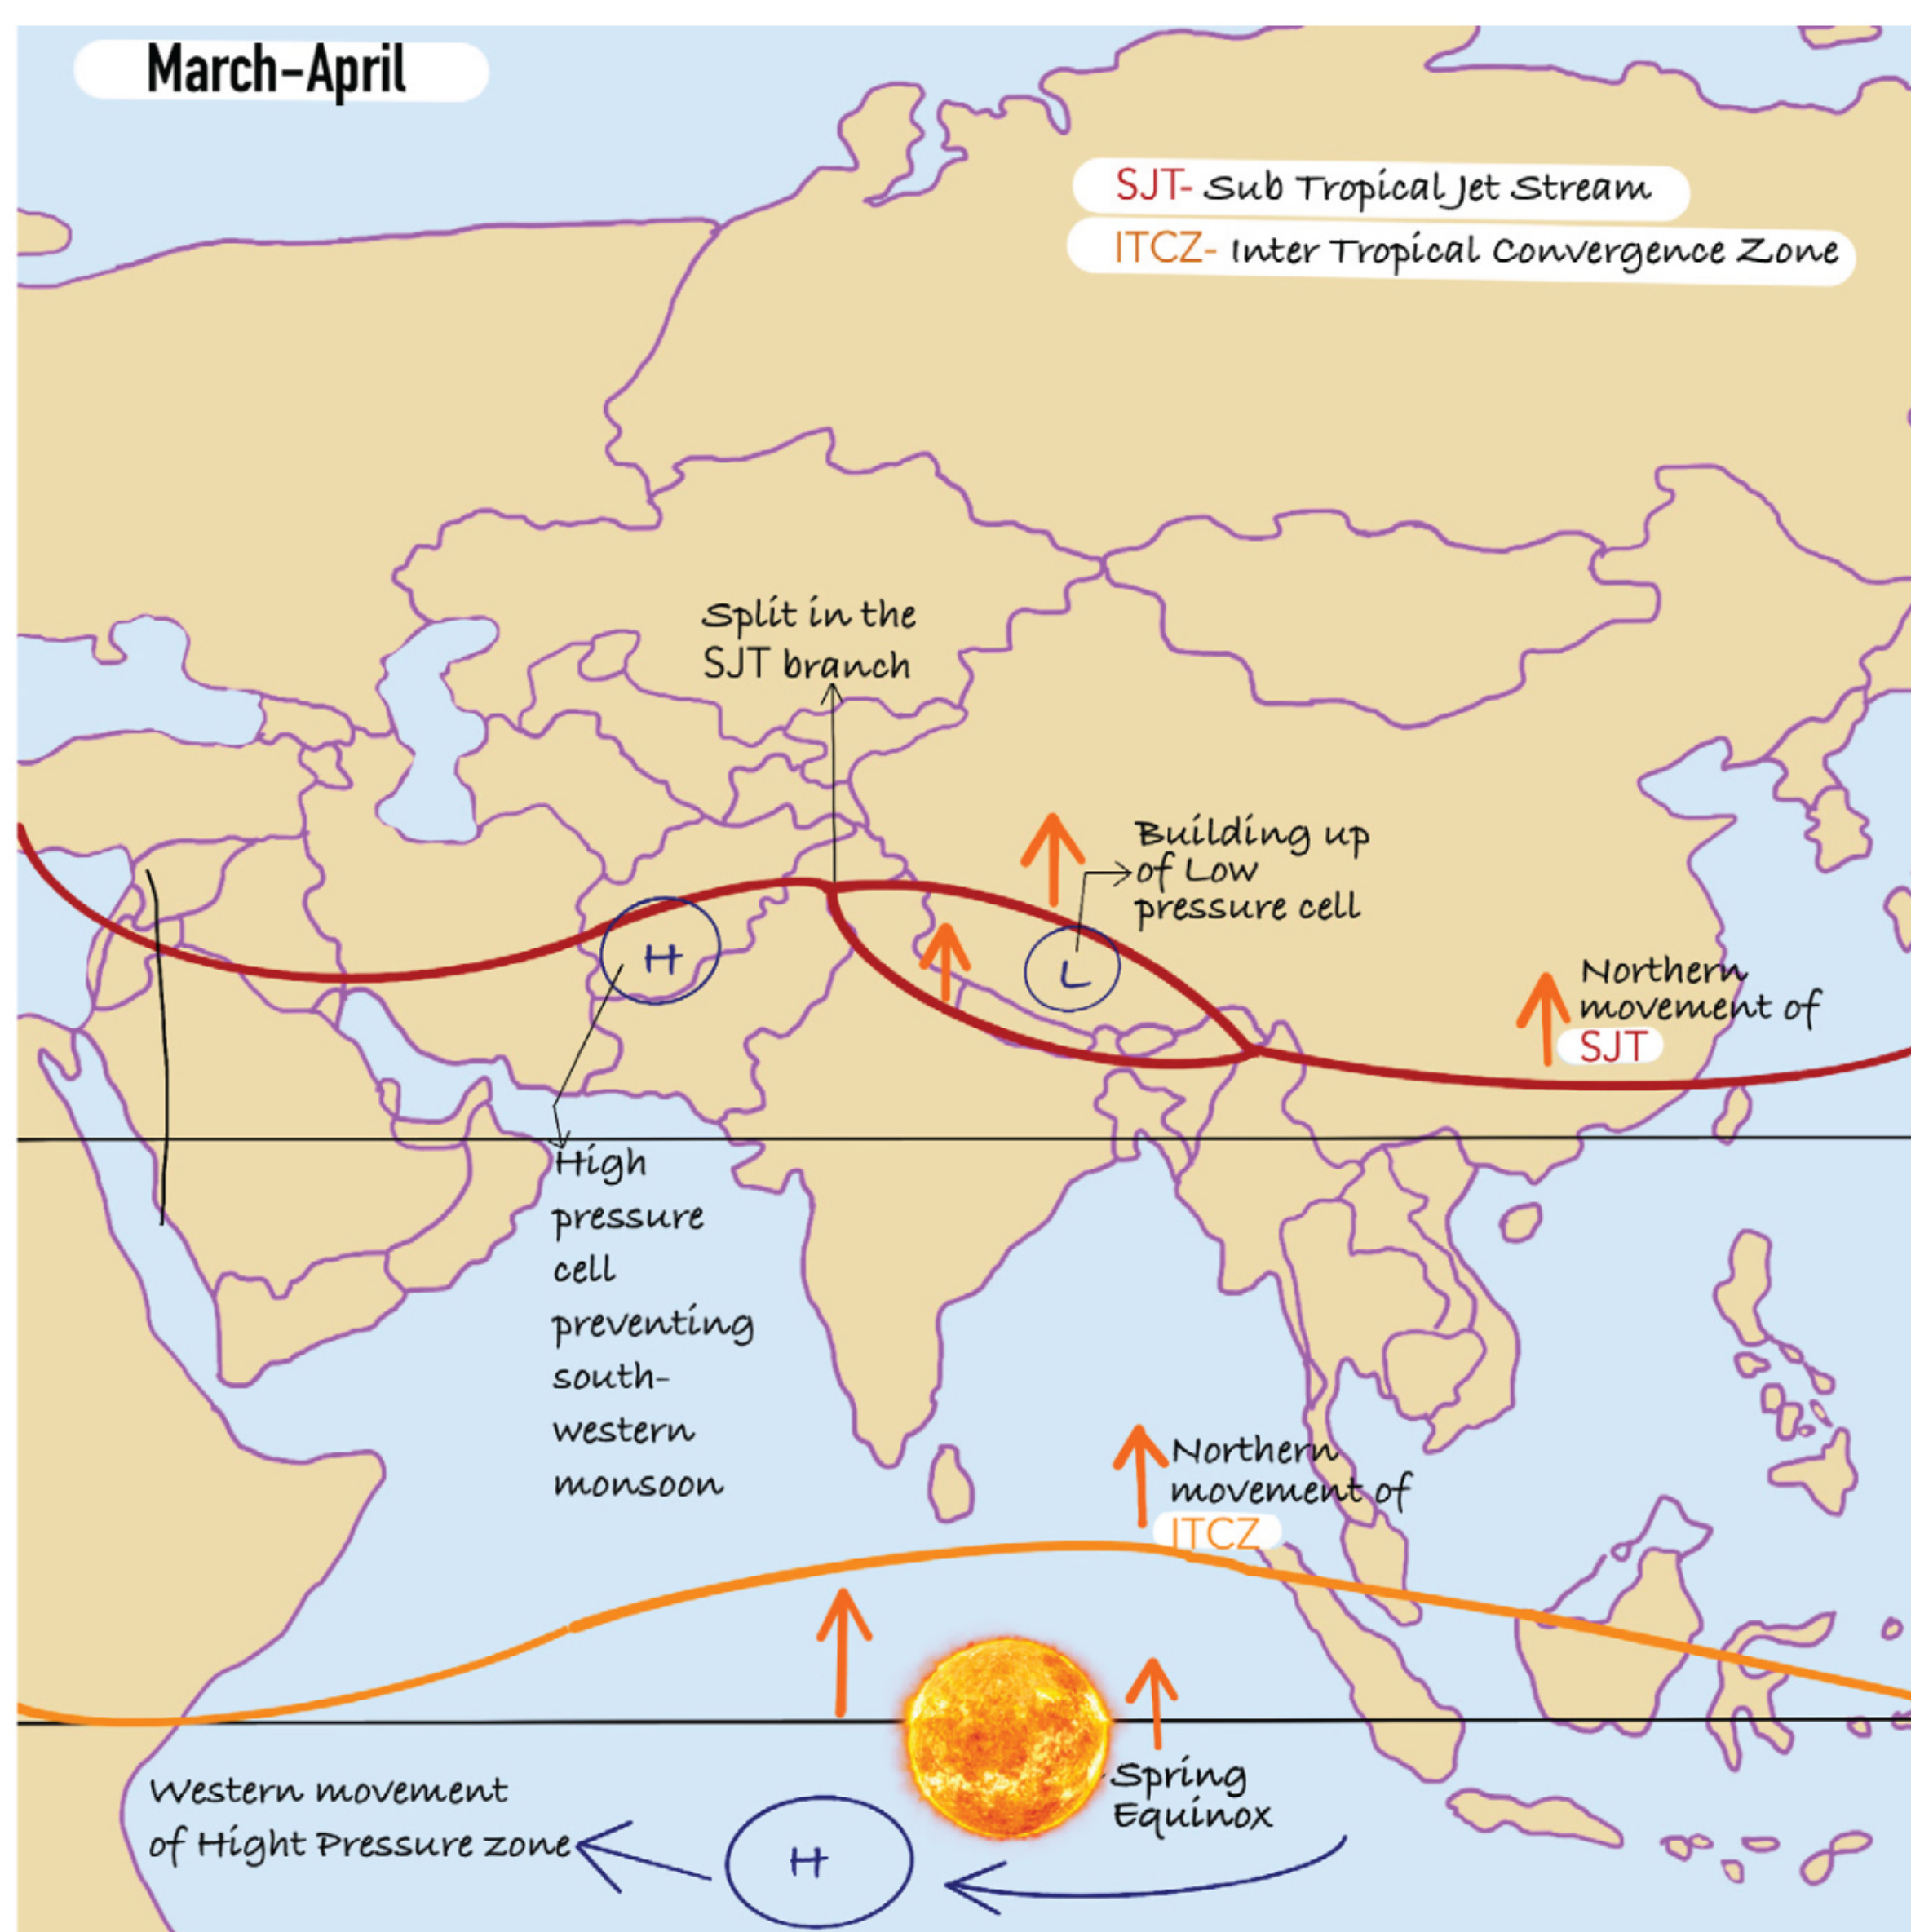 March-April
SJT- Sub Tropical Jet Stream
ITCZ- Inter Tropical Convergence Zone
Split in the
SJT branch
Building up
of Low
pressure cell
H
L
Northern
movement of
SJT
High
pressure
cell
preventing
south-
western
monsoon
Northern
movement of
ITCZ
Spring
Equinox
Western movement
of Hight Pressure zone
H